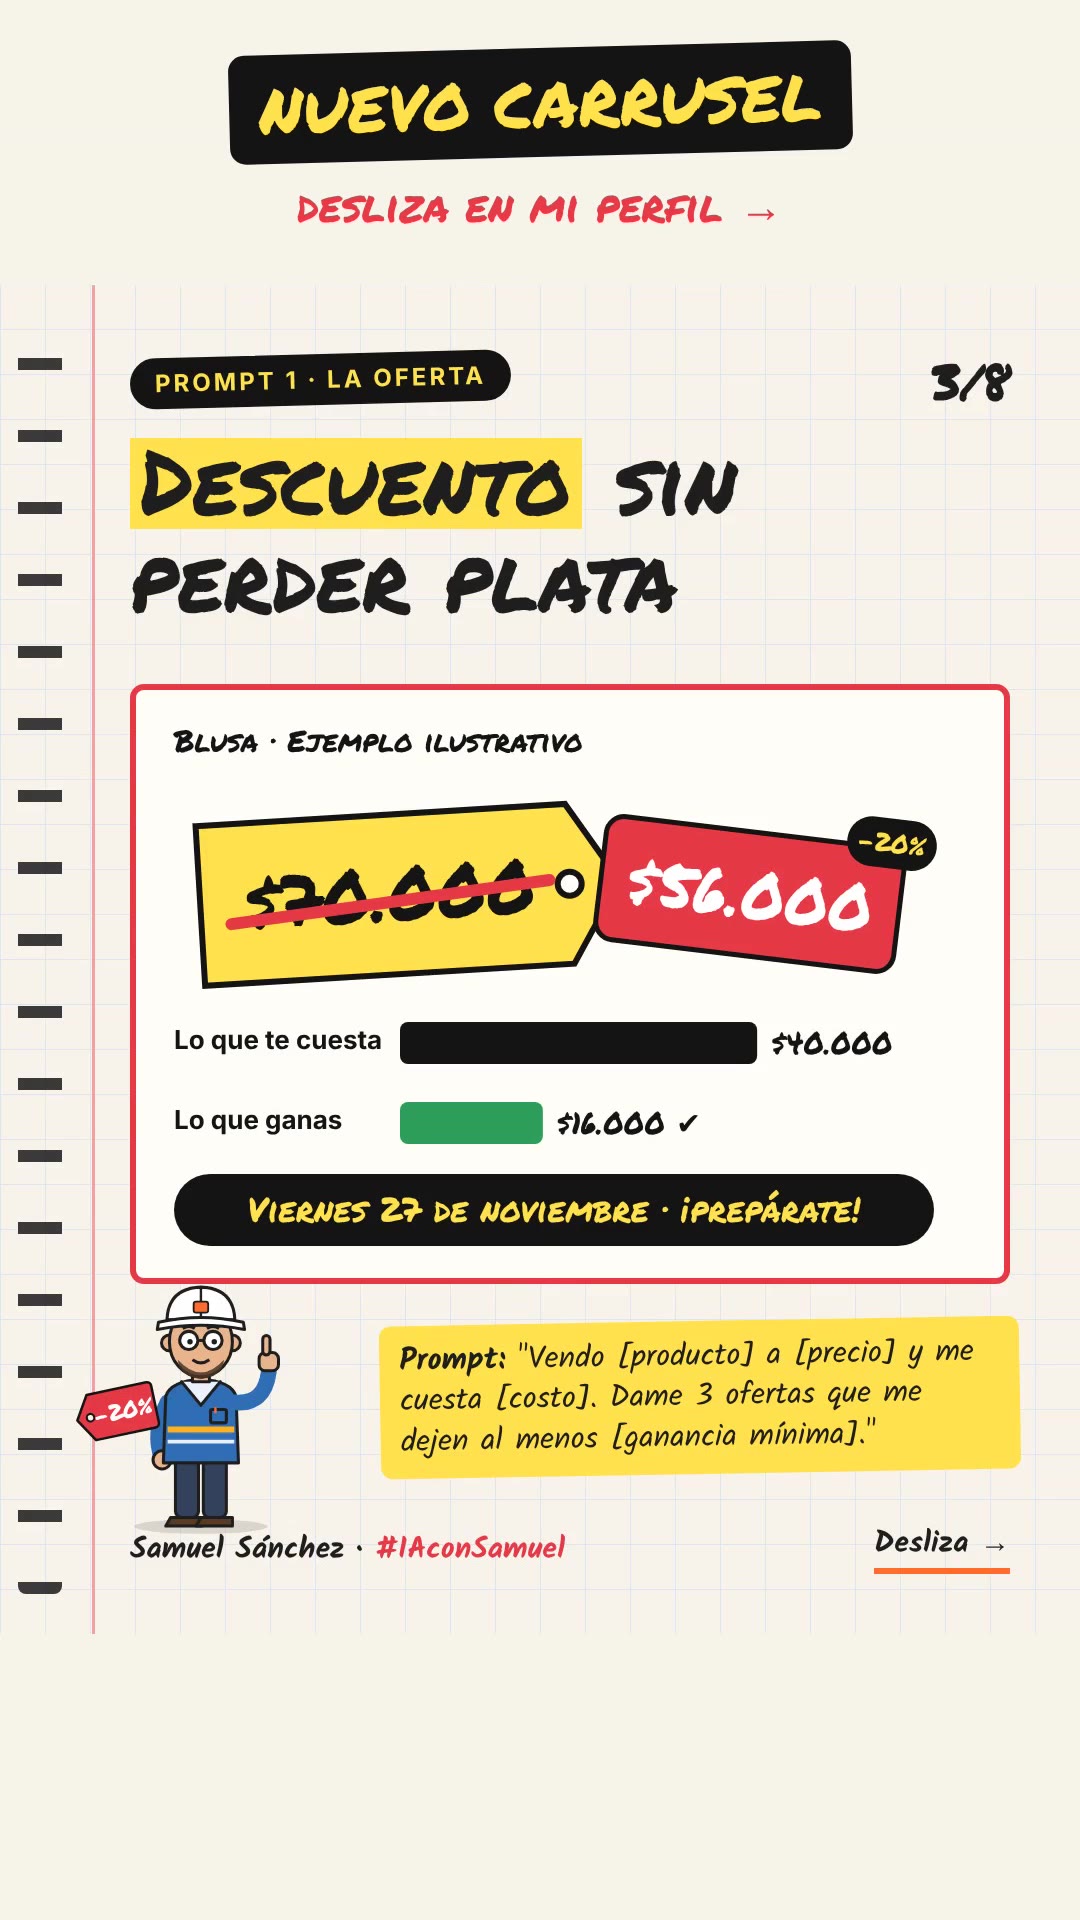 NUEVO CARRUSEL
DESLIZA EN MI PERFIL →
PROMPT 1 · LA OFERTA
3/8
DESCUENTO SIN
PERDER PLATA
BLUSA · EJEMPLO ILUSTRATIVO
$70.000
$56.000
-20%
Lo que te cuesta $40.000
Lo que ganas $16.000 ✓
VIERNES 27 DE NOVIEMBRE · ¡PREPÁRATE!
-20%
Prompt: "Vendo [producto] a [precio] y me
cuesta [costo]. Dame 3 ofertas que me
dejen al menos [ganancia mínima]."
Samuel Sánchez · #IAconSamuel
Desliza →